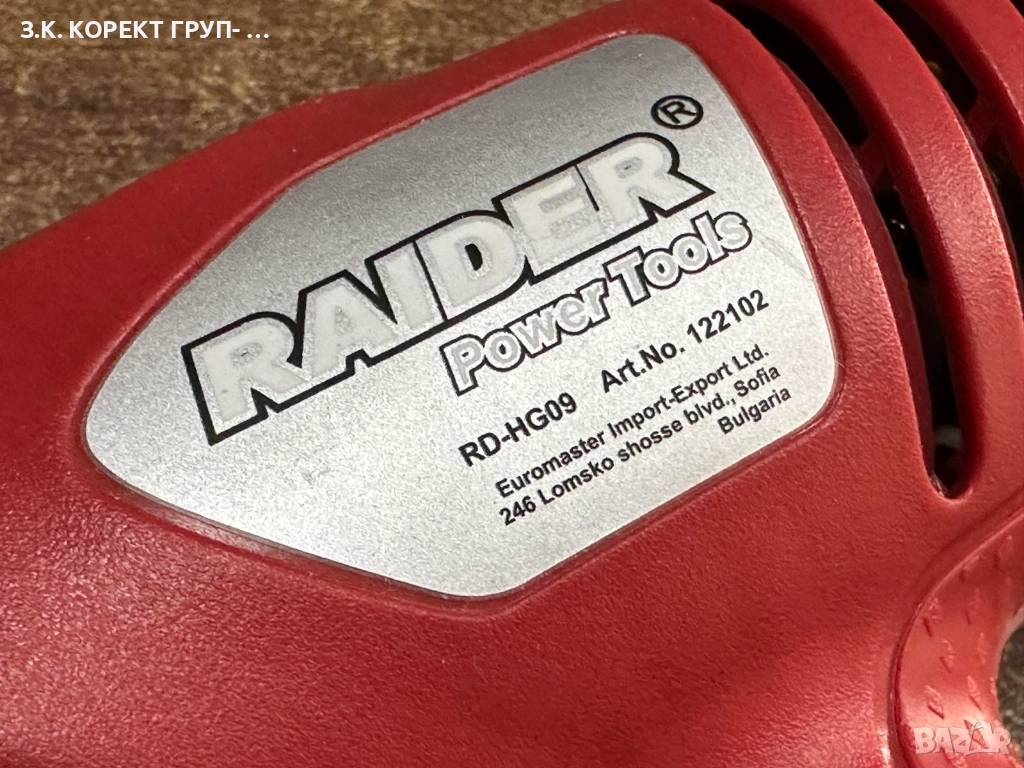 З.К. КОРЕКТ ГРУП- ...
RAIDER®
Power Tools
RD-HG09 Art.No. 122102
Euromaster Import-Export Ltd.
246 Lomsko shosse blvd., Sofia
Bulgaria
BAZAR